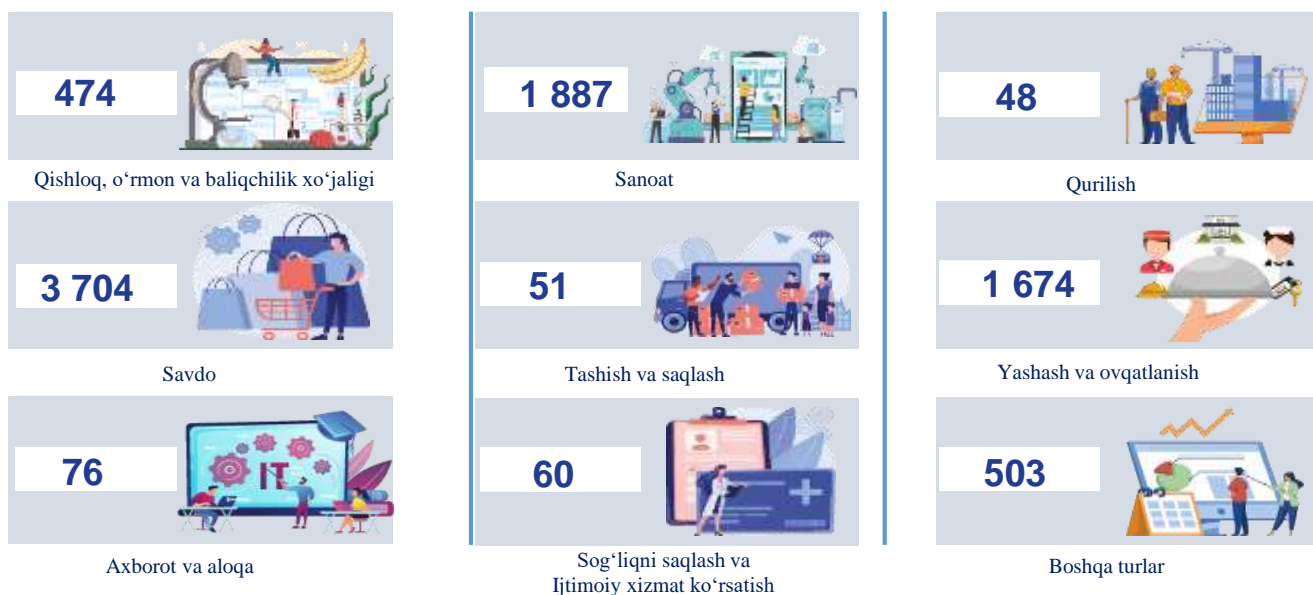 474
Qishloq, o‘rmon va baliqchilik xo‘jaligi
1 887
Sanoat
48
Qurilish
3 704
Savdo
51
Tashish va saqlash
1 674
Yashash va ovqatlanish
76
IT
Axborot va aloqa
60
Sog‘liqni saqlash va
Ijtimoiy xizmat ko‘rsatish
503
Boshqa turlar